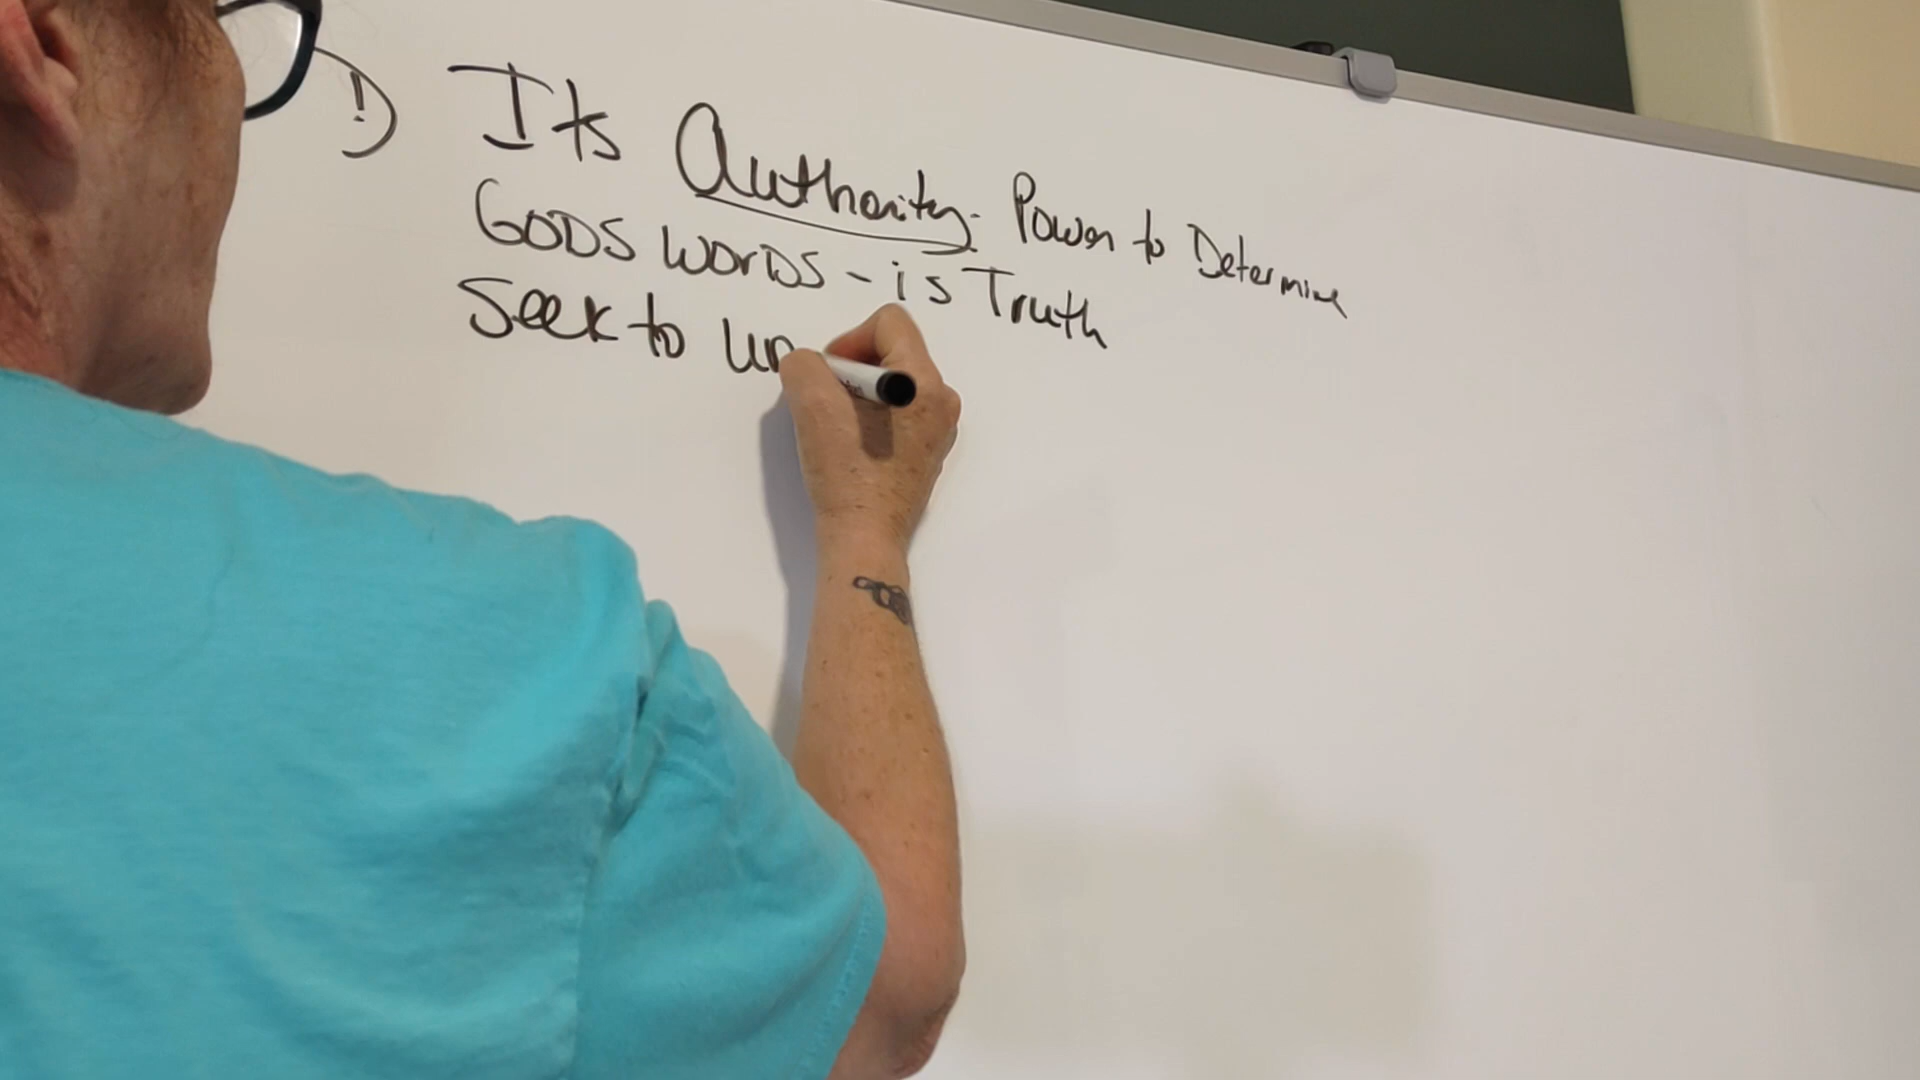 1) Its Authority. Power to Determine
GODS WORDS - is Truth
Seek to un